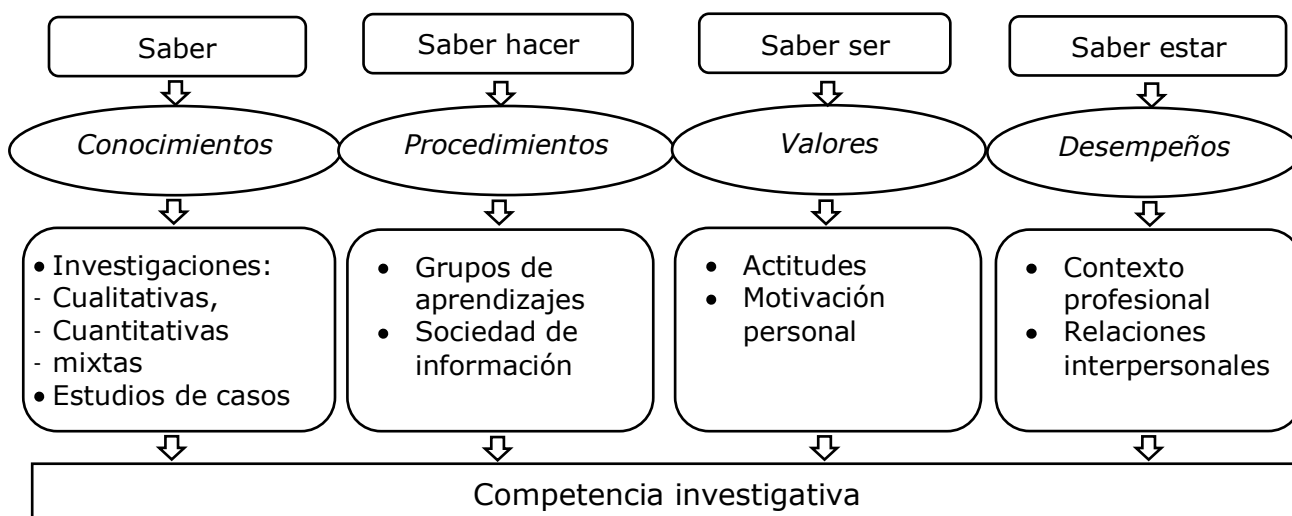 Saber
Saber hacer
Saber ser
Saber estar
Conocimientos
Procedimientos
Valores
Desempeños
• Investigaciones:
- Cualitativas,
- Cuantitativas
- mixtas
• Estudios de casos
• Grupos de
aprendizajes
• Sociedad de
información
• Actitudes
• Motivación
personal
• Contexto
profesional
• Relaciones
interpersonales
Competencia investigativa